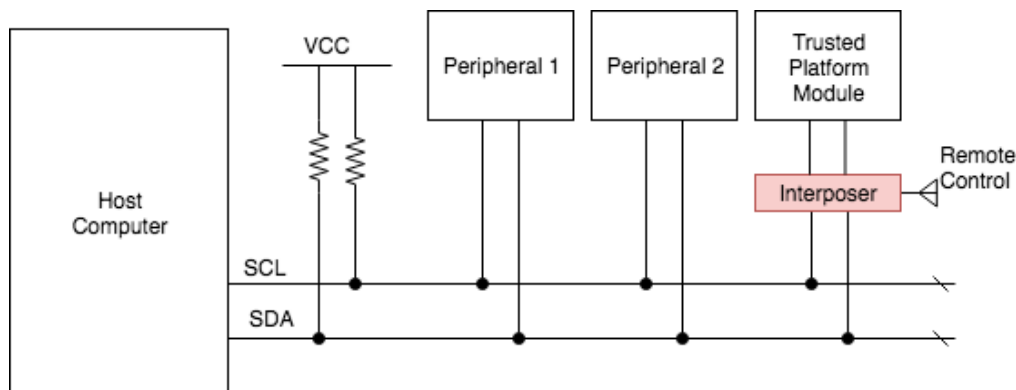 VCC
Peripheral 1
Peripheral 2
Trusted
Platform
Module
Remote
Control
Interposer
Host
Computer
SCL
SDA